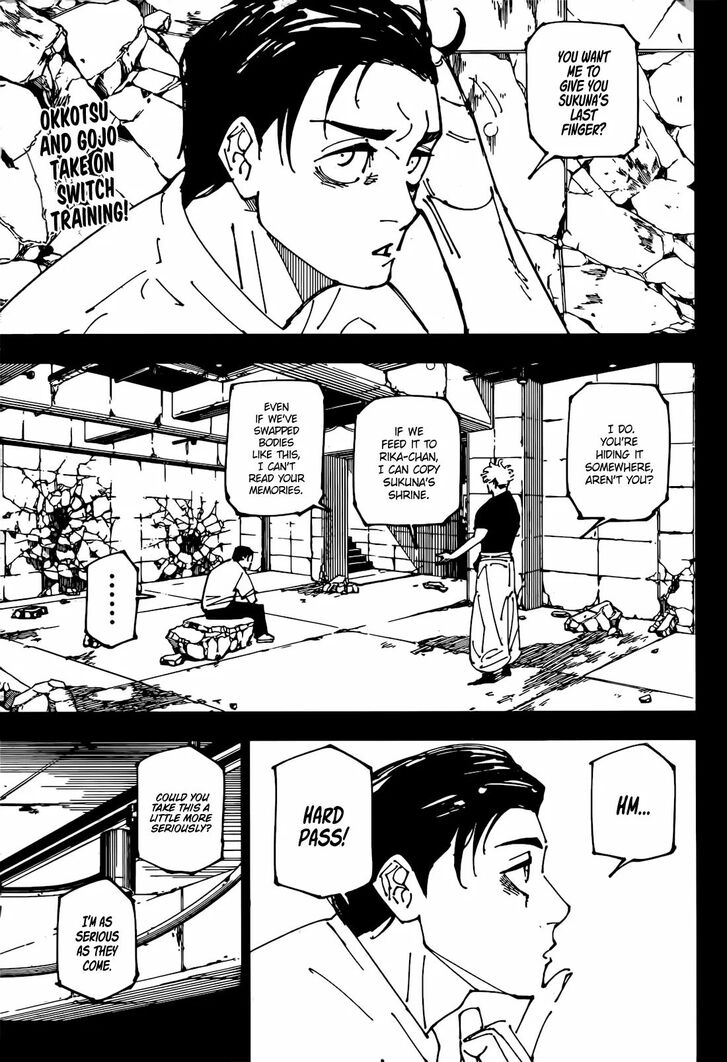 YOU WANT
ME TO
GIVE YOU
SUKUNA'S
LAST
FINGER?
OKKOTSU
AND GOJO
TAKE ON
SWITCH
TRAINING!
I DO.
YOU'RE
HIDING IT
SOMEWHERE,
AREN'T YOU?
IF WE
FEED IT TO
RIKA-CHAN,
I CAN COPY
SUKUNA'S
SHRINE.
EVEN
IF WE'VE
SWAPPED
BODIES
LIKE THIS,
I CAN'T
READ YOUR
MEMORIES.
......
HM...
HARD
PASS!
COULD YOU
TAKE THIS A
LITTLE MORE
SERIOUSLY?
I'M AS
SERIOUS
AS THEY
COME.